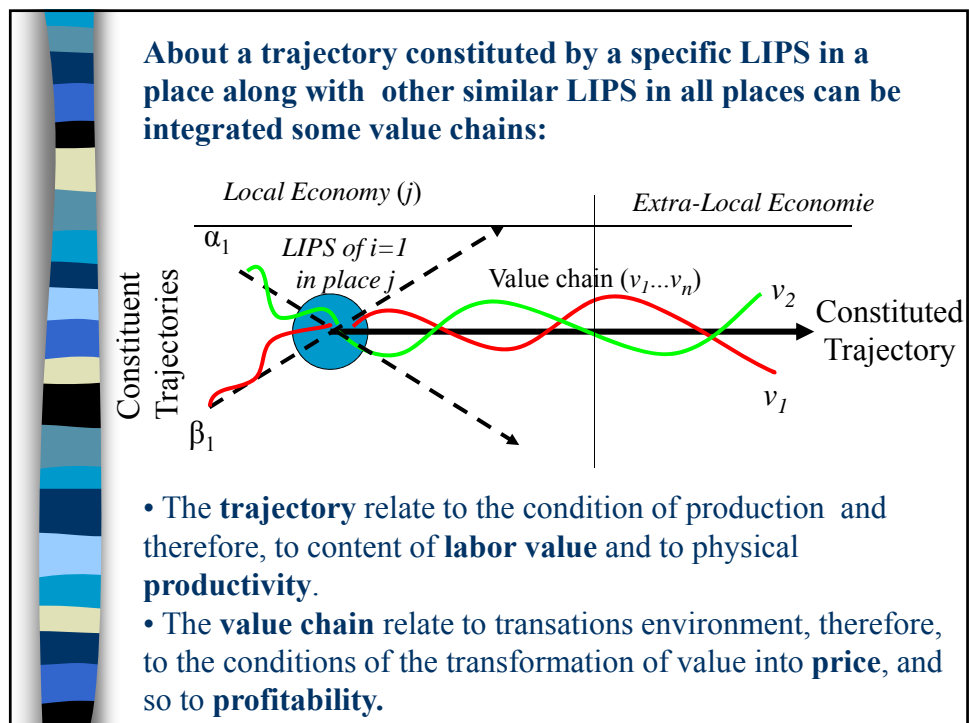 About a trajectory constituted by a specific LIPS in a
place along with other similar LIPS in all places can be
integrated some value chains:
Local Economy (j)
Extra-Local Economie
α1
LIPS of i=1
in place j
Value chain (v1...vn)
v2
Constituent
Trajectories
Constituted
Trajectory
v1
β1
• The trajectory relate to the condition of production and
therefore, to content of labor value and to physical
productivity.
• The value chain relate to transations environment, therefore,
to the conditions of the transformation of value into price, and
so to profitability.